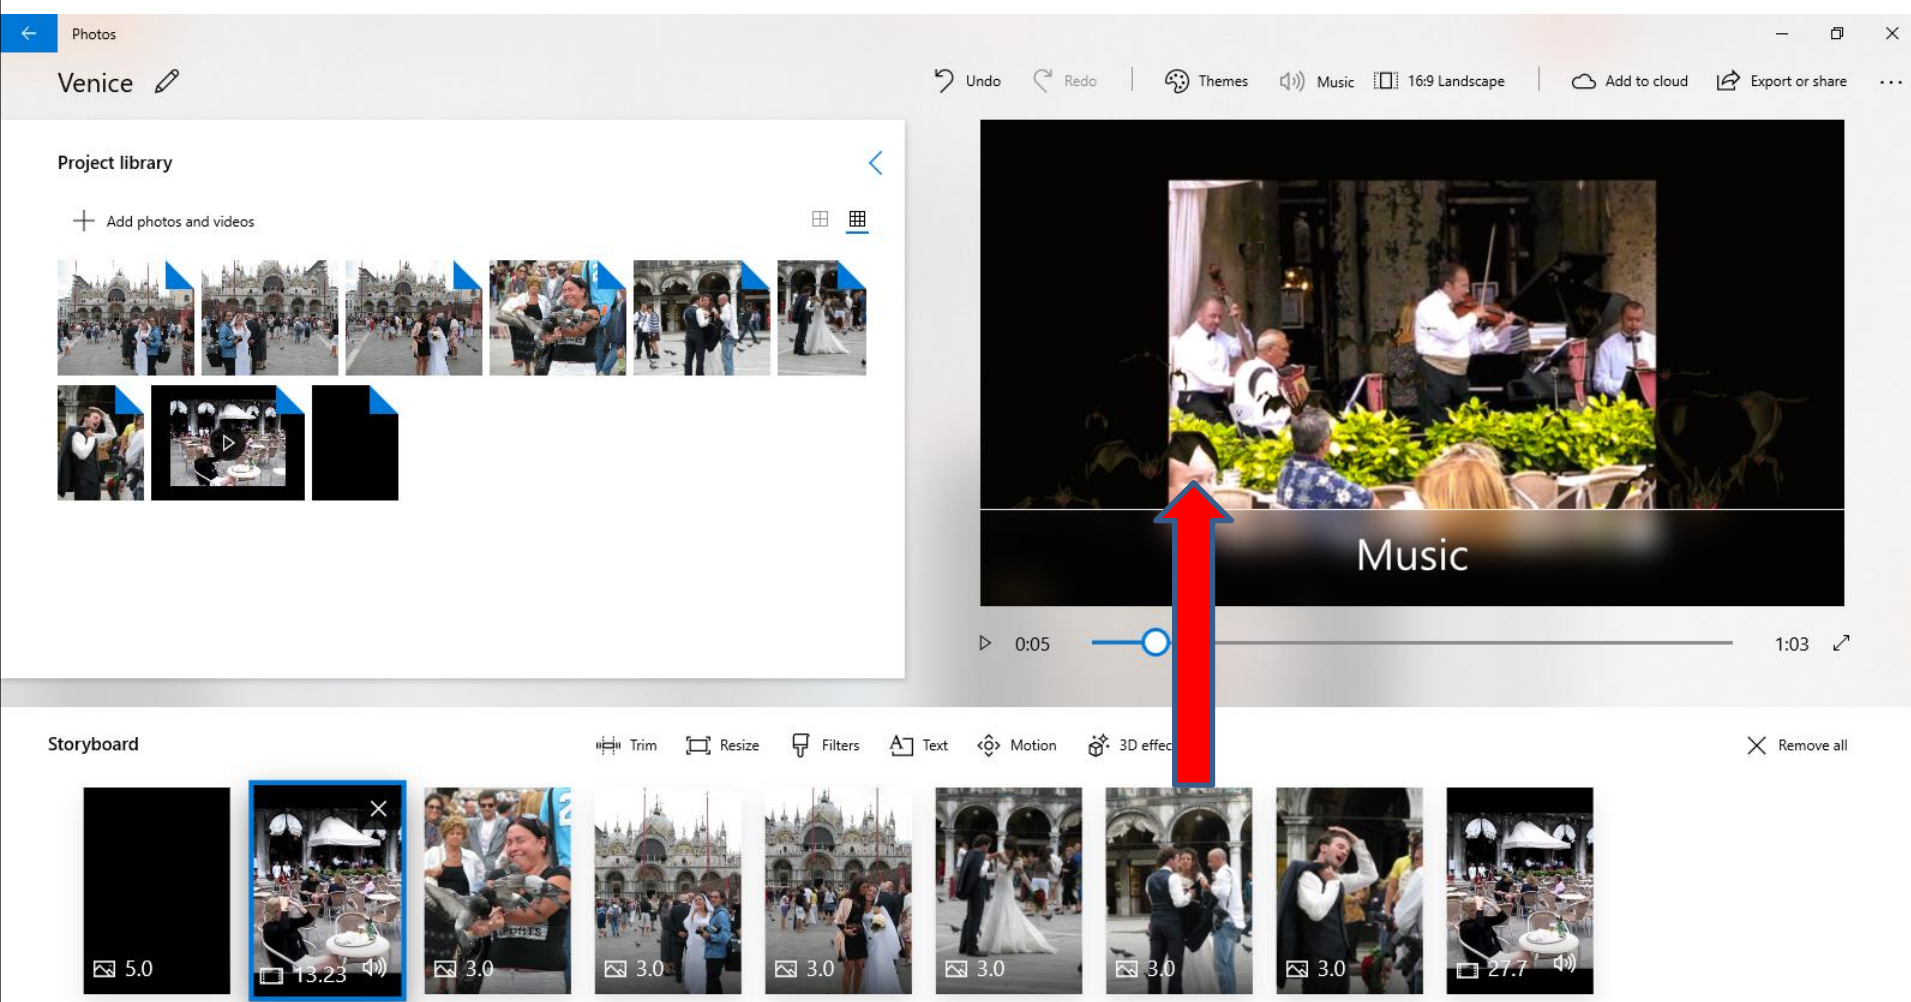 Photos
Venice
Undo Redo Themes Music 16:9 Landscape Add to cloud Export or share
Project library
Add photos and videos
Music
0:05 1:03
Storyboard Trim Resize Filters Text Motion 3D effec Remove all
5.0 13.23 3.0 3.0 3.0 3.0 3.0 3.0 27.7